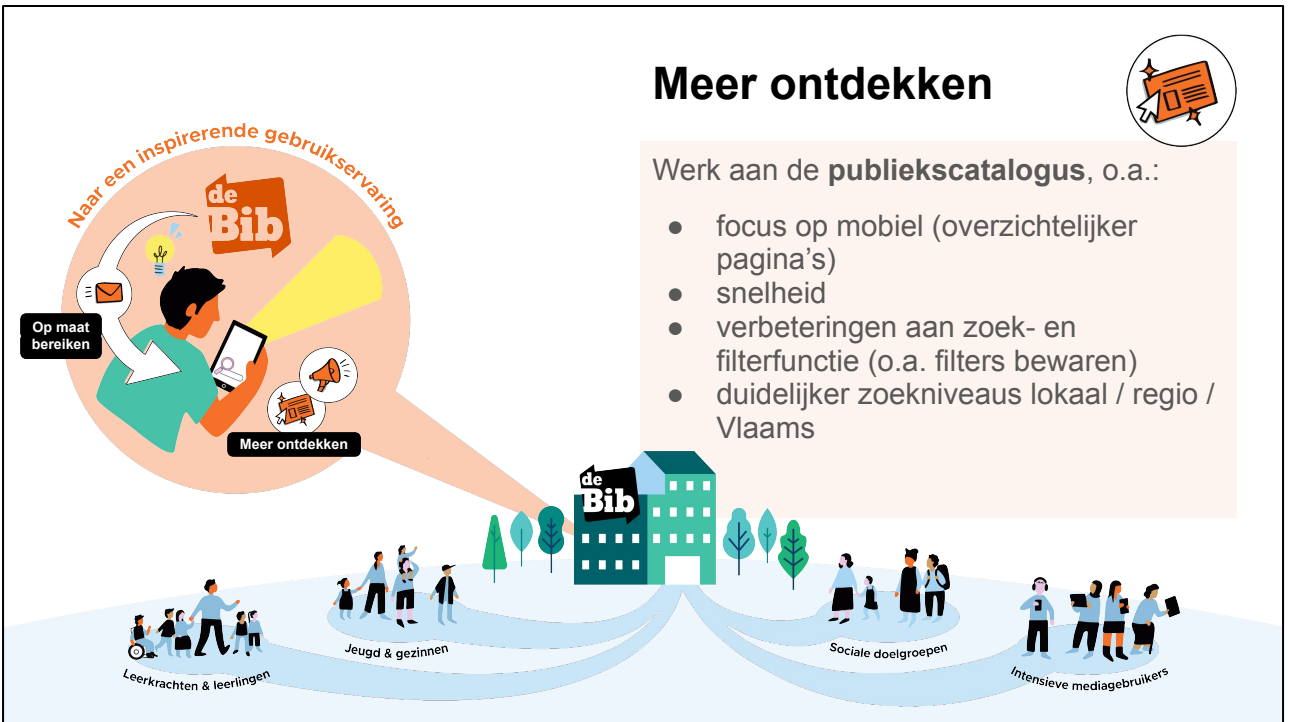 Meer ontdekken
Werk aan de publiekscatalogus, o.a.:
● focus op mobiel (overzichtelijker
pagina's)
● snelheid
● verbeteringen aan zoek- en
filterfunctie (o.a. filters bewaren)
● duidelijker zoekniveaus lokaal / regio /
Vlaams
Naar een inspirerende gebruikservaring
de
Bib
Op maat
bereiken
Meer ontdekken
de
Bib
Leerkrachten & leerlingen
Jeugd & gezinnen
Sociale doelgroepen
Intensieve mediagebruikers